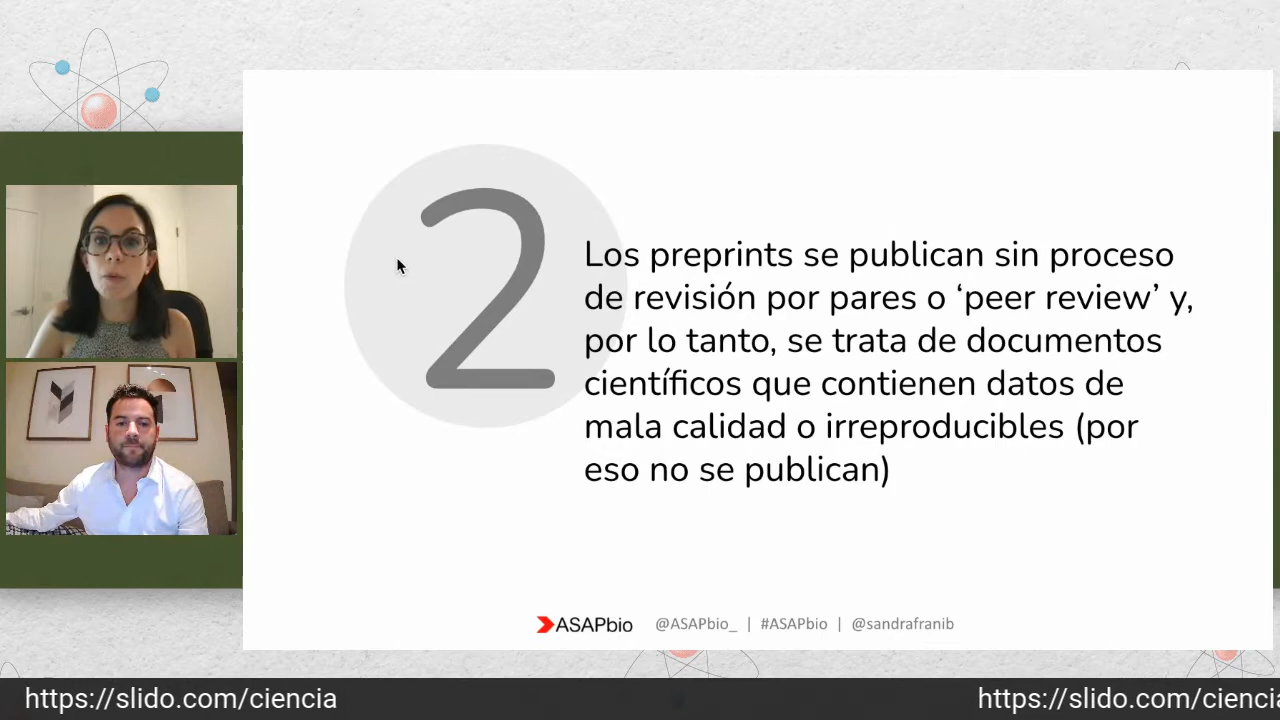 2
Los preprints se publican sin proceso
de revisión por pares o ‘peer review’ y,
por lo tanto, se trata de documentos
científicos que contienen datos de
mala calidad o irreproducibles (por
eso no se publican)
ASAPbio @ASAPbio_ | #ASAPbio | @sandrafranib
https://slido.com/ciencia https://slido.com/ciencia